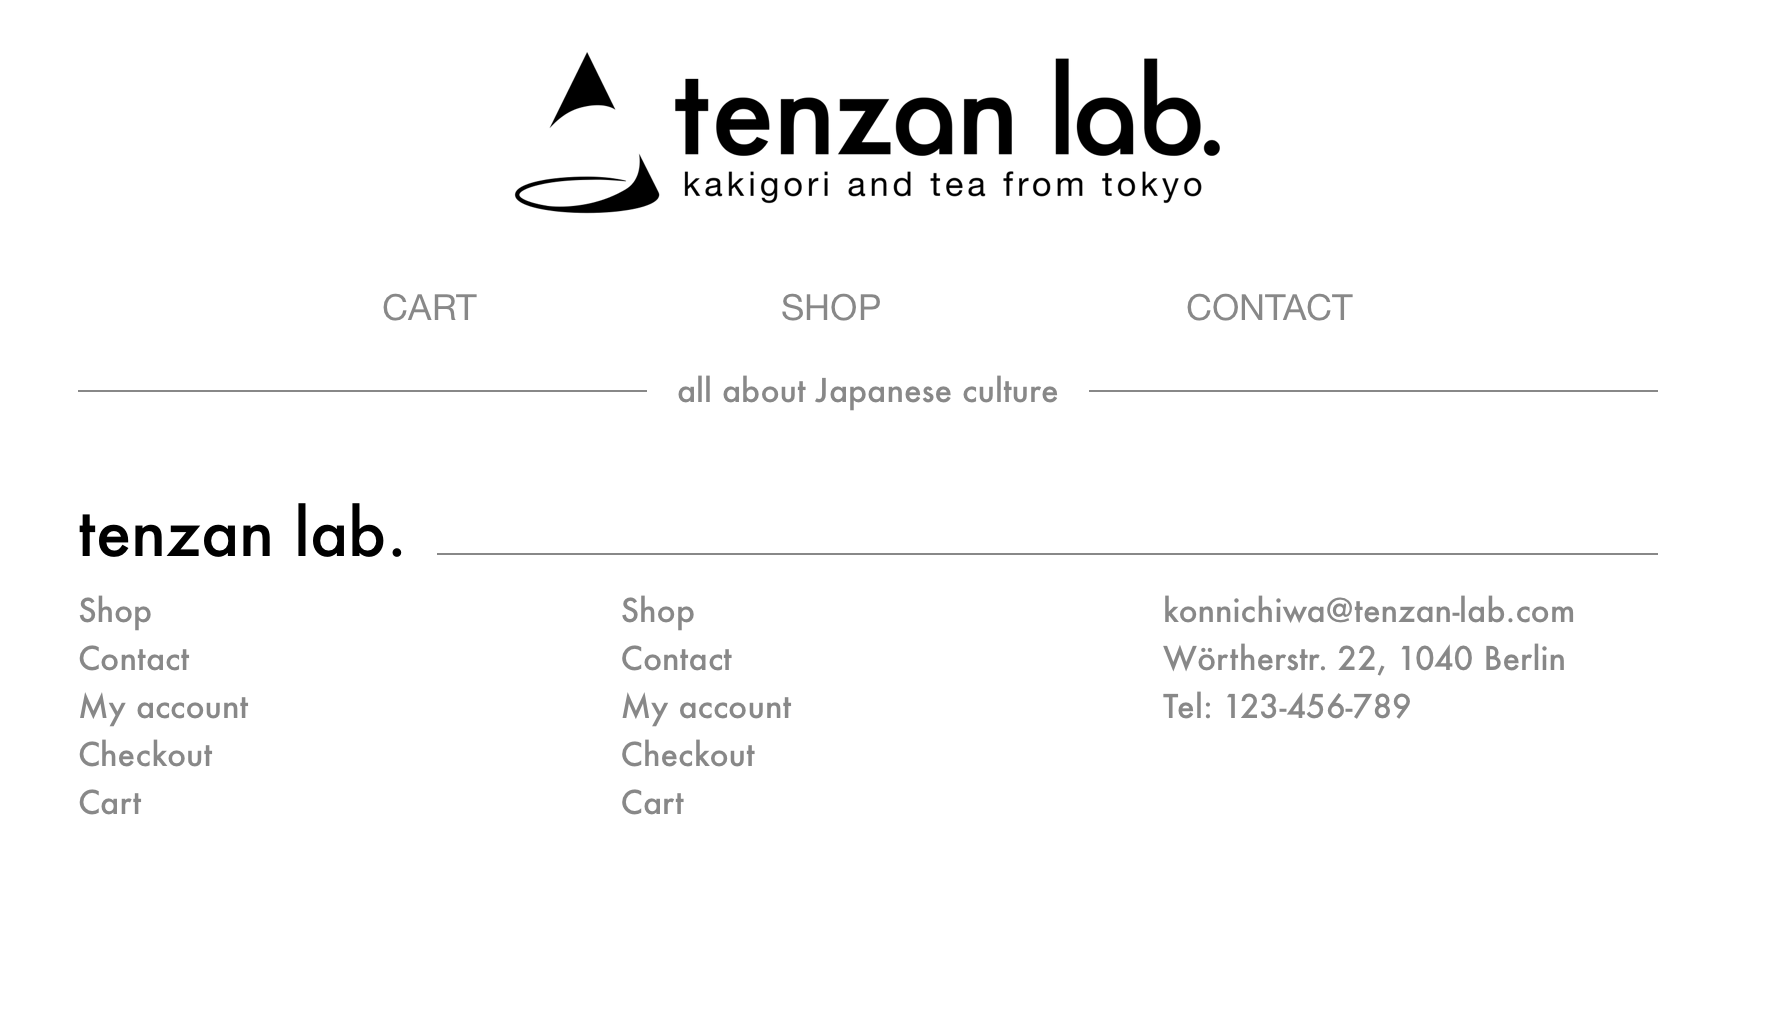 tenzan lab.
kakigori and tea from tokyo
CART SHOP CONTACT
all about Japanese culture
tenzan lab.
Shop
Contact
My account
Checkout
Cart
Shop
Contact
My account
Checkout
Cart
konnichiwa@tenzan-lab.com
Wörtherstr. 22, 1040 Berlin
Tel: 123-456-789